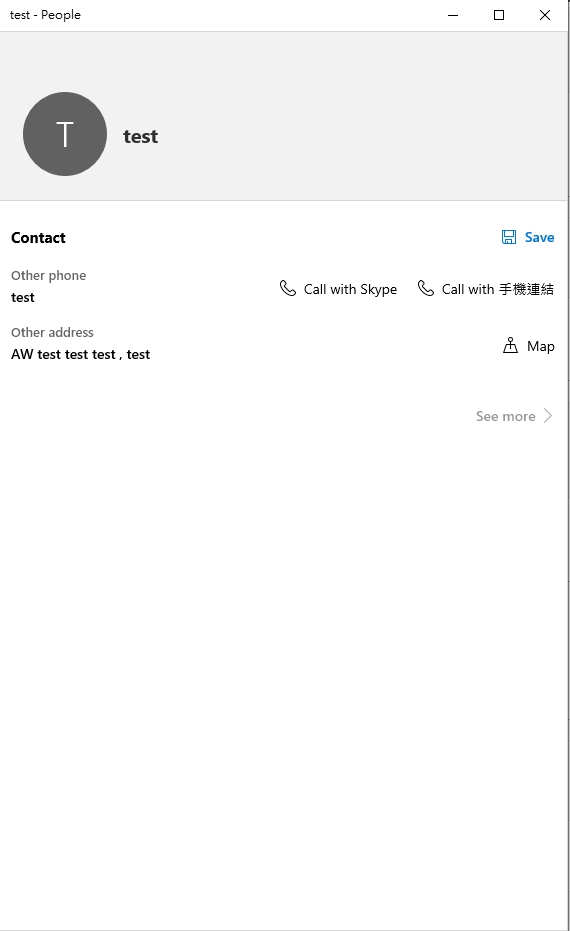 test - People
T
test
Contact
Save
Other phone
test
Call with Skype
Call with 手機連結
Other address
AW test test test , test
Map
See more